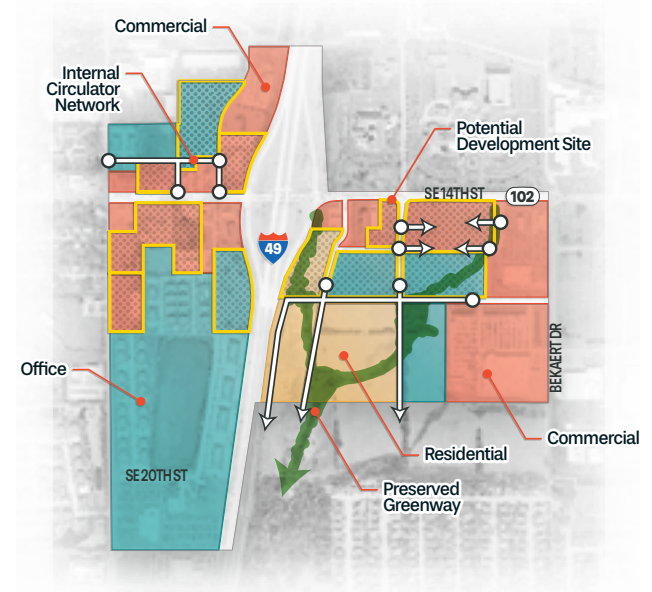 Commercial
Internal
Circulator
Network
Potential
Development Site
SE 14TH ST
102
49
Office
BEKAERT DR
Commercial
Residential
SE 20TH ST
Preserved
Greenway